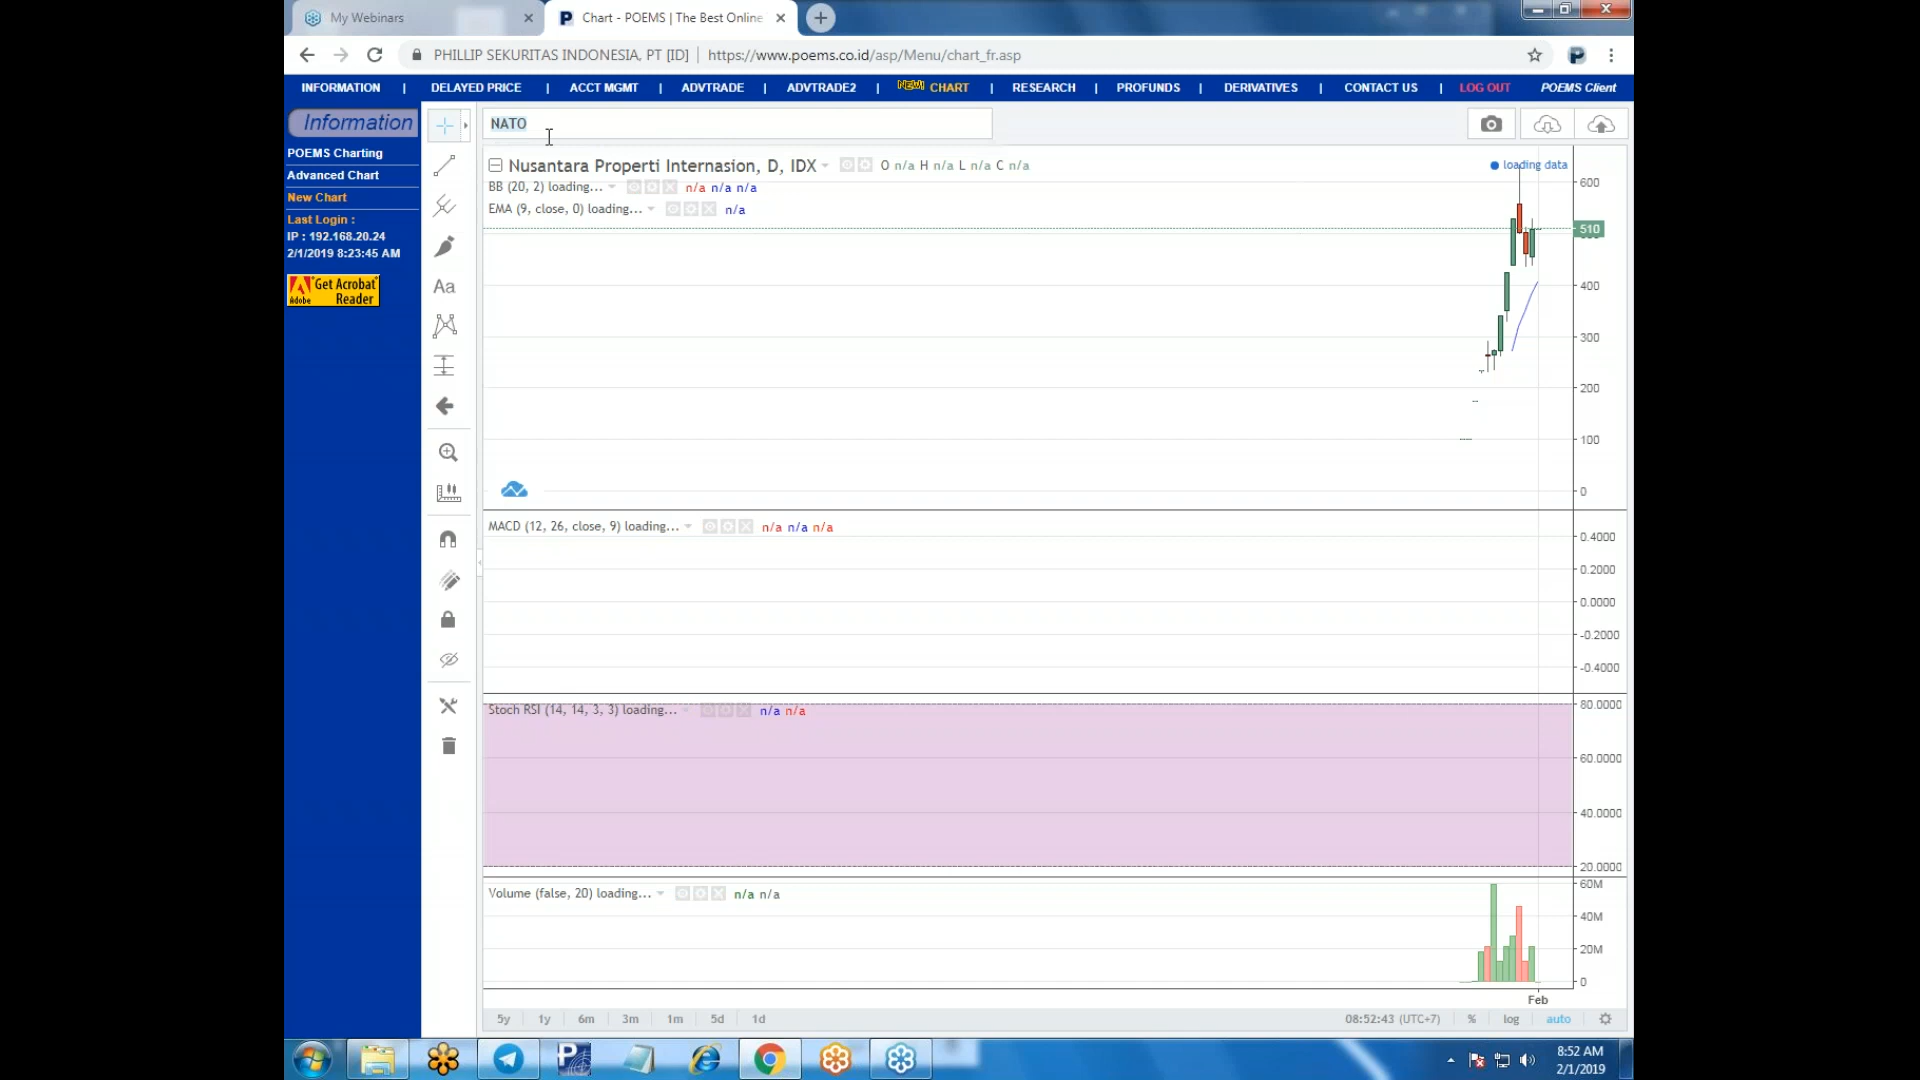 My Webinars
Chart - POEMS | The Best Online
PHILLIP SEKURITAS INDONESIA, PT [ID] | https://www.poems.co.id/asp/Menu/chart_fr.asp
INFORMATION | DELAYED PRICE | ACCT MGMT | ADVTRADE | ADVTRADE2 | NEW! CHART | RESEARCH | PROFUNDS | DERIVATIVES | CONTACT US | LOG OUT POEMS Client
Information
POEMS Charting
Advanced Chart
New Chart
Last Login :
IP : 192.168.20.24
2/1/2019 8:23:45 AM
Get Acrobat
Adobe Reader
Aa
NATO
Nusantara Properti Internasion, D, IDX O n/a H n/a L n/a C n/a
loading data
BB (20, 2) loading... n/a n/a n/a
EMA (9, close, 0) loading... n/a
600
510
400
300
200
100
0
MACD (12, 26, close, 9) loading... n/a n/a n/a
0.4000
0.2000
0.0000
-0.2000
-0.4000
Stoch RSI (14, 14, 3, 3) loading... n/a n/a
80.0000
60.0000
40.0000
20.0000
Volume (false, 20) loading... n/a n/a
60M
40M
20M
0
Feb
5y 1y 6m 3m 1m 5d 1d
08:52:43 (UTC+7) % log auto
8:52 AM
2/1/2019